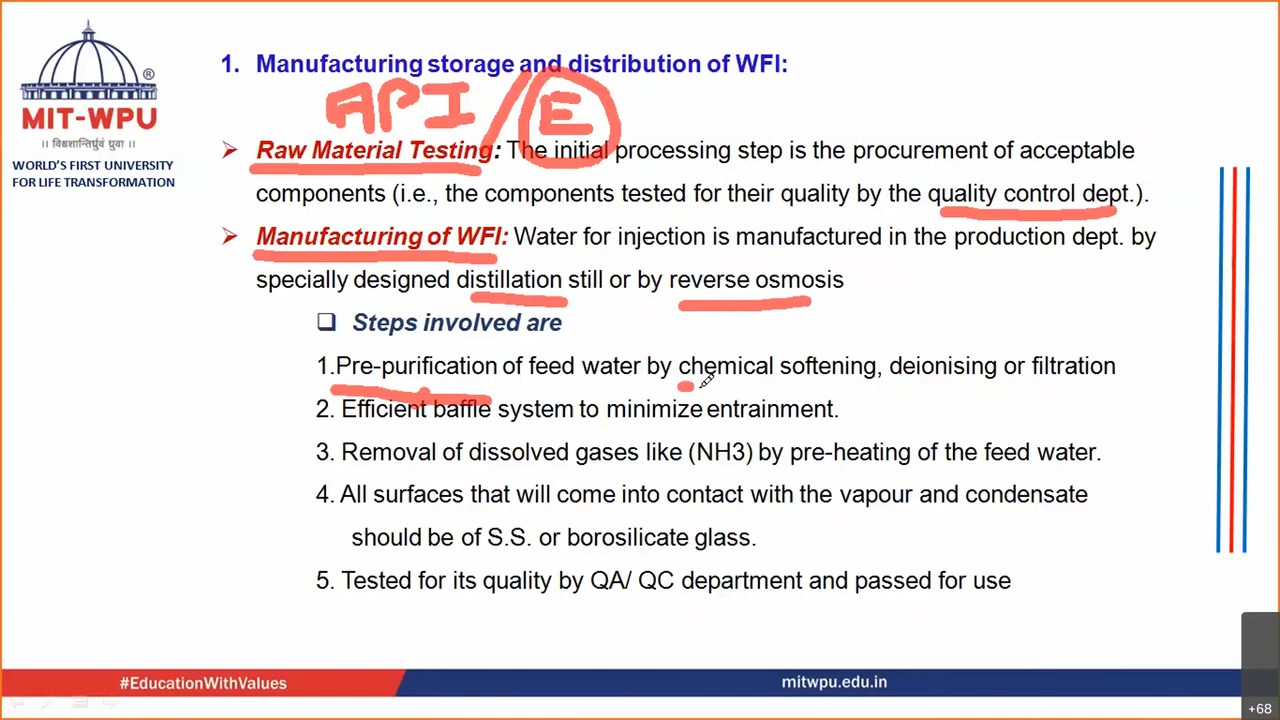 1. Manufacturing storage and distribution of WFI:
API/E
®
MIT-WPU
॥ विश्वशान्तिर्ध्रुवं ध्रुवा ॥
WORLD'S FIRST UNIVERSITY
FOR LIFE TRANSFORMATION
➢ Raw Material Testing: The initial processing step is the procurement of acceptable
components (i.e., the components tested for their quality by the quality control dept.).
➢ Manufacturing of WFI: Water for injection is manufactured in the production dept. by
specially designed distillation still or by reverse osmosis
❑ Steps involved are
1.Pre-purification of feed water by chemical softening, deionising or filtration
2. Efficient baffle system to minimize entrainment.
3. Removal of dissolved gases like (NH3) by pre-heating of the feed water.
4. All surfaces that will come into contact with the vapour and condensate
should be of S.S. or borosilicate glass.
5. Tested for its quality by QA/ QC department and passed for use
#EducationWithValues
mitwpu.edu.in
+68